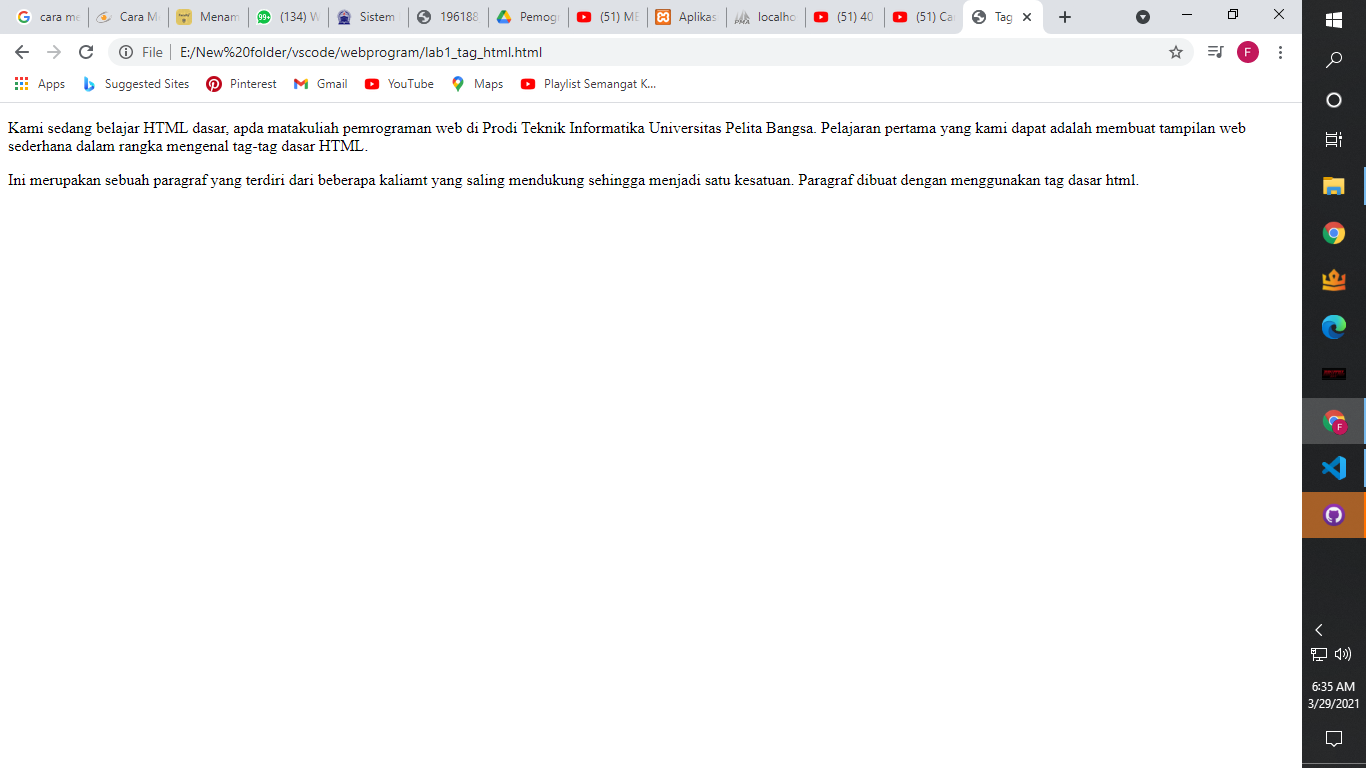 cara me
Cara M
Menam
99+
(134) W
Sistem
196188
Pemog
(51) ME
Aplikas
localho
(51) 40
(51) Ca
Tag
File
E:/New%20folder/vscode/webprogram/lab1_tag_html.html
F
Apps
Suggested Sites
Pinterest
Gmail
YouTube
Maps
Playlist Semangat K...
Kami sedang belajar HTML dasar, apda matakuliah pemrograman web di Prodi Teknik Informatika Universitas Pelita Bangsa. Pelajaran pertama yang kami dapat adalah membuat tampilan web
sederhana dalam rangka mengenal tag-tag dasar HTML.
Ini merupakan sebuah paragraf yang terdiri dari beberapa kaliamt yang saling mendukung sehingga menjadi satu kesatuan. Paragraf dibuat dengan menggunakan tag dasar html.
F
6:35 AM
3/29/2021